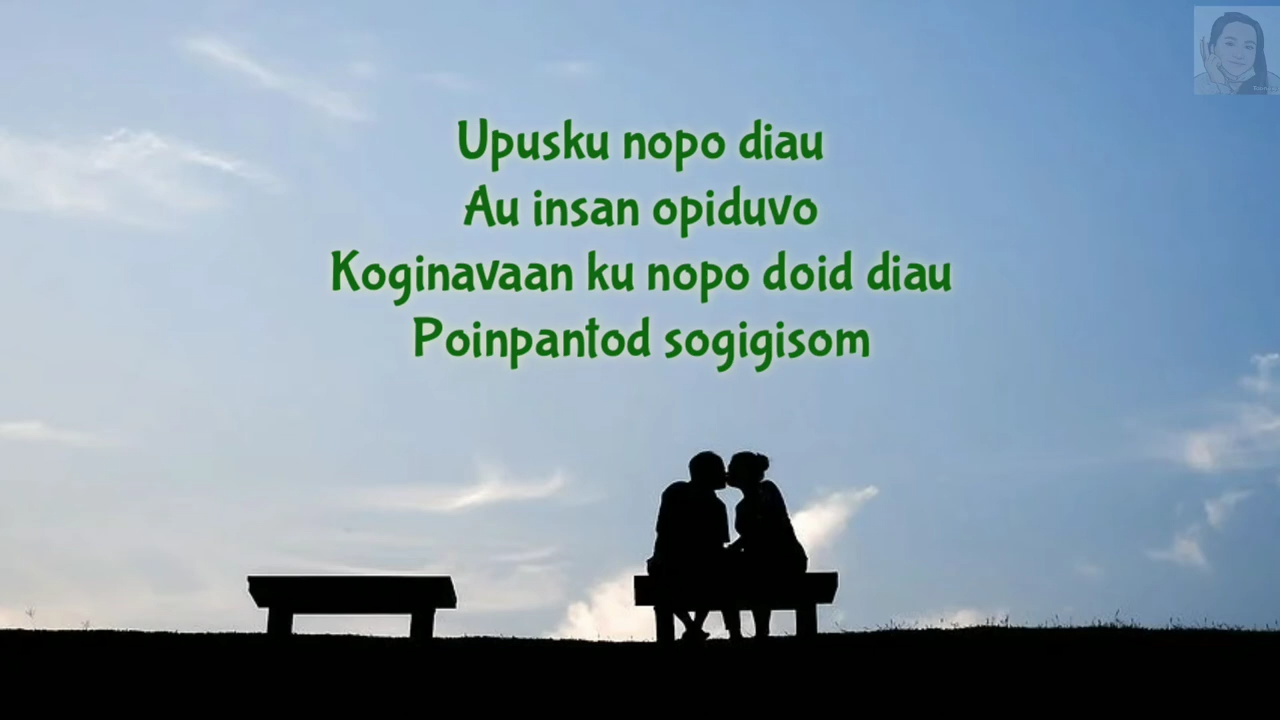 Upusku nopo diau
Au insan opiduvo
Koginavaan ku nopo doid diau
Poinpantod sogigisom